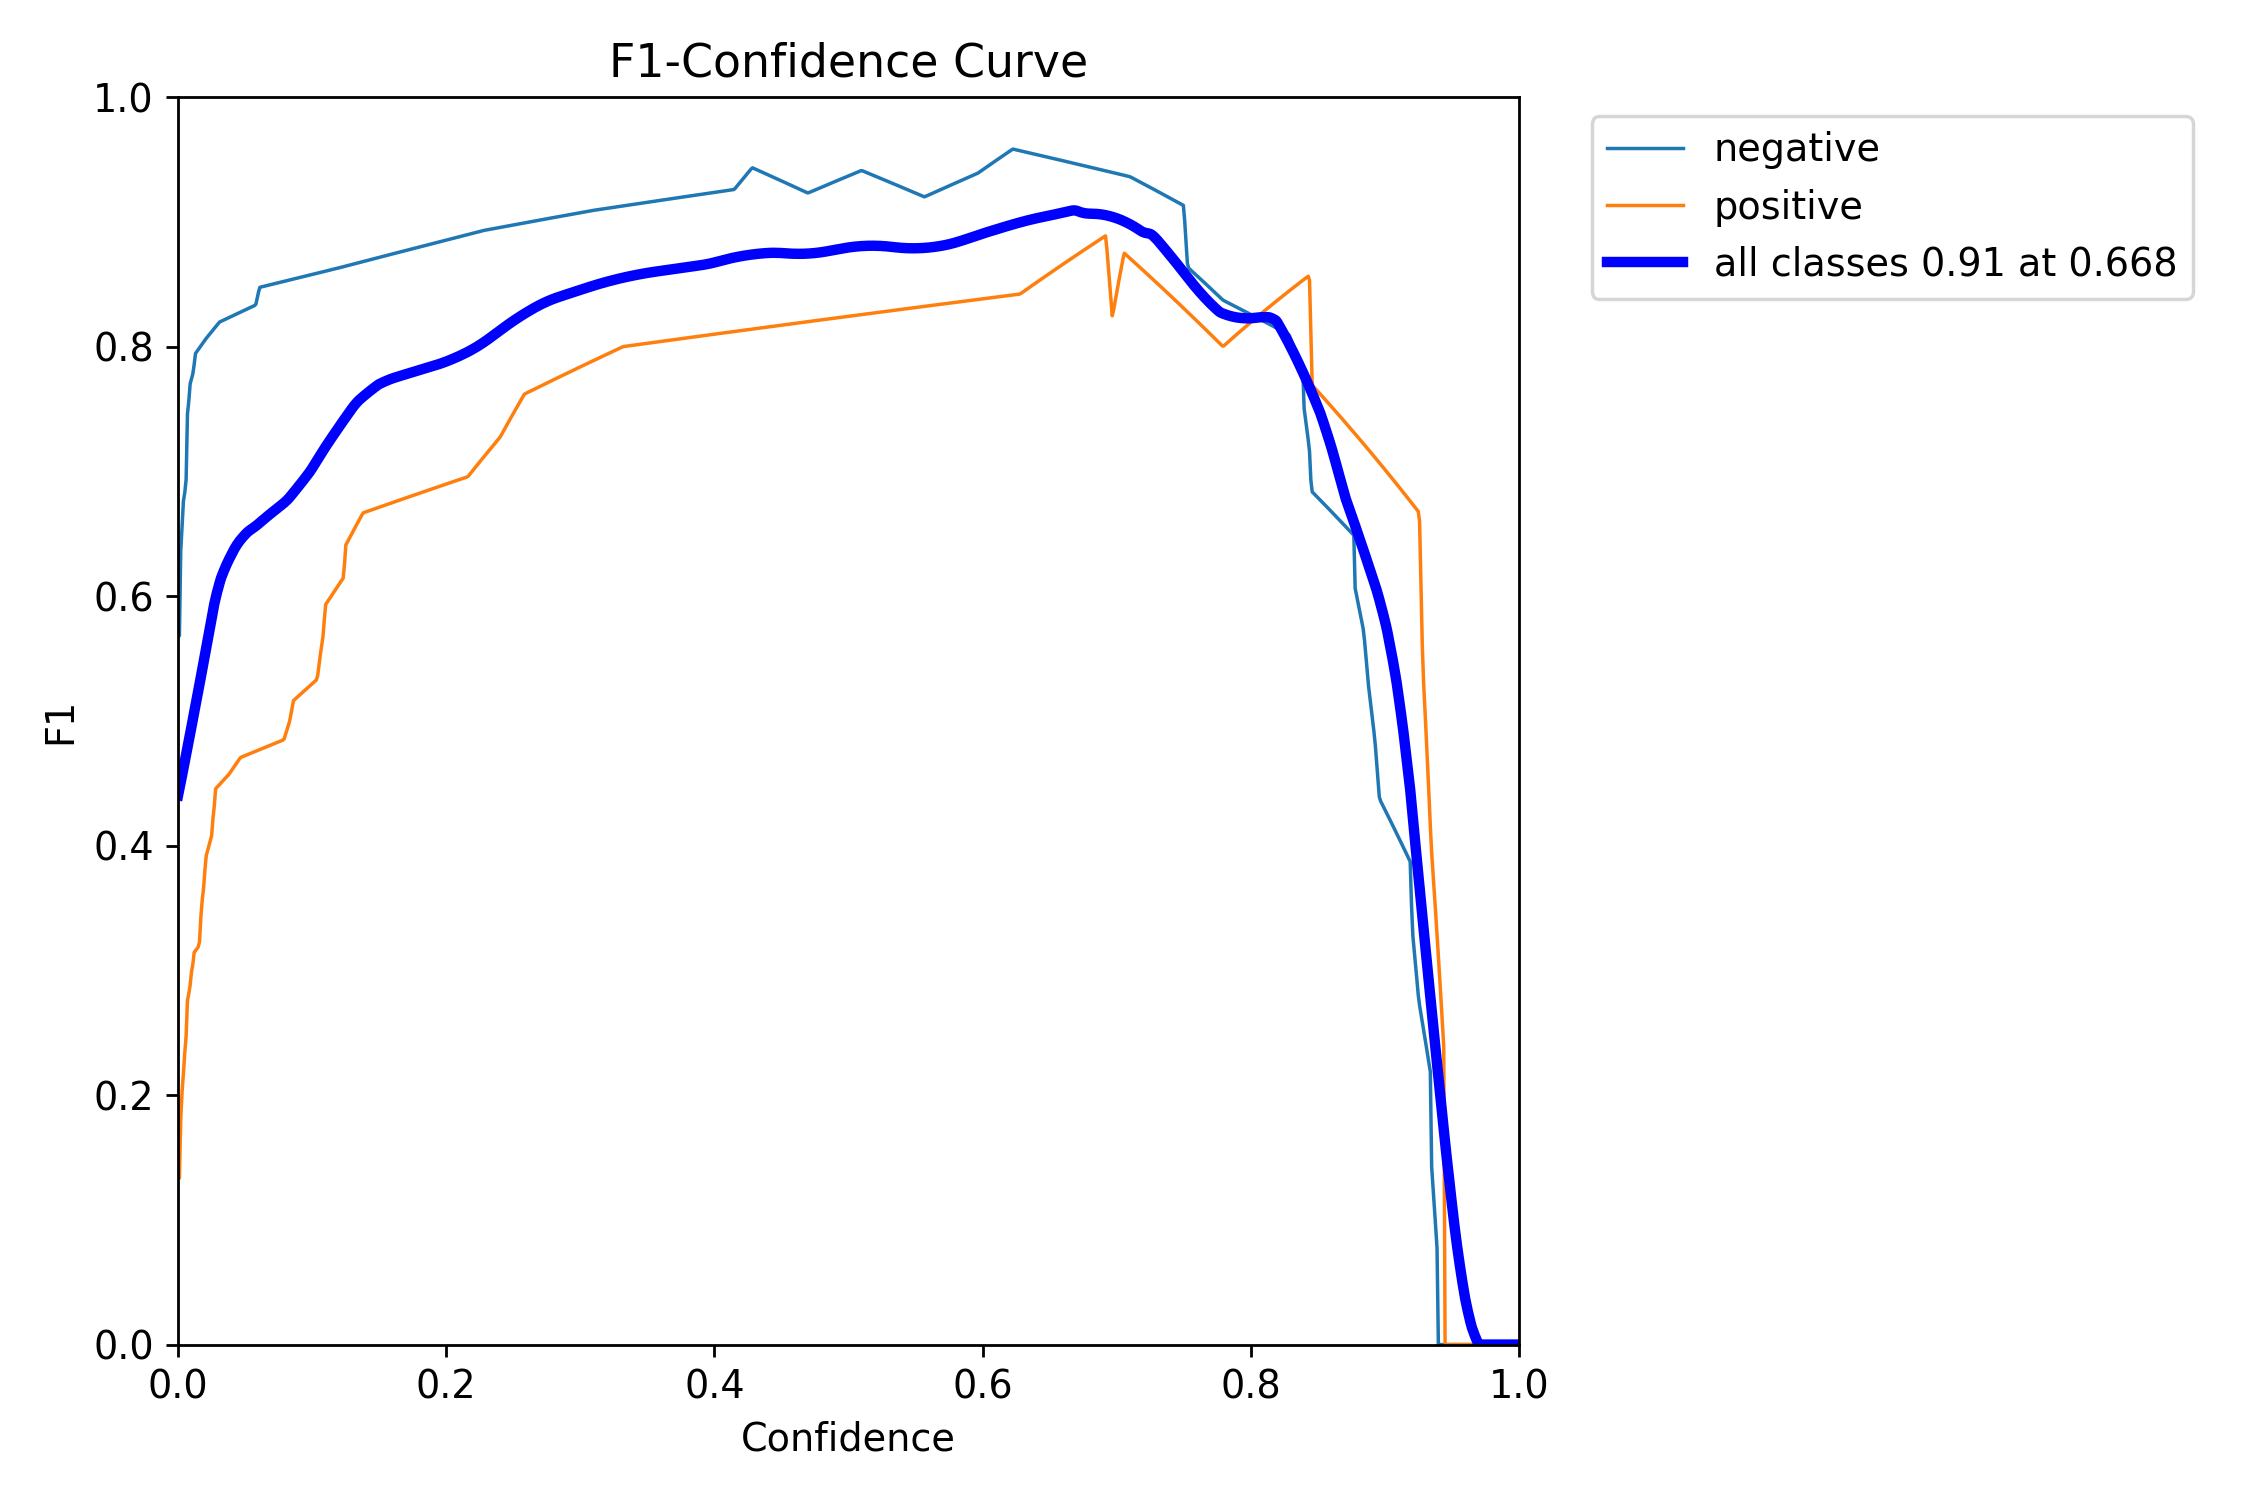 F1-Confidence Curve
1.0
0.8
0.6
0.4
0.2
0.0
F1
0.0 0.2 0.4 0.6 0.8 1.0
Confidence
negative
positive
all classes 0.91 at 0.668